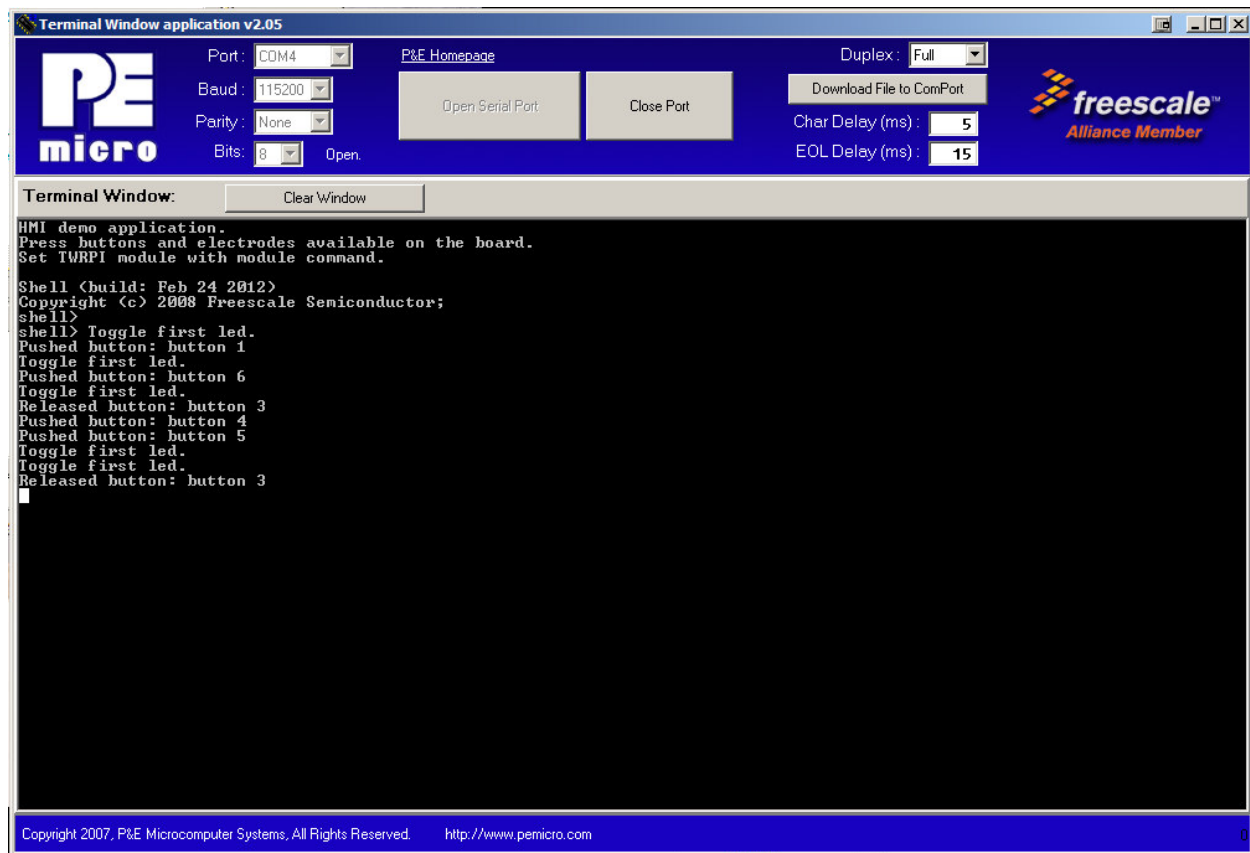 Terminal Window application v2.05
PE
micro
Port: COM4
Baud: 115200
Parity: None
Bits: 8
Open.
P&E Homepage
Open Serial Port
Close Port
Duplex: Full
Download File to ComPort
Char Delay (ms): 5
EOL Delay (ms): 15
freescale™
Alliance Member
Terminal Window:
Clear Window
HMI demo application.
Press buttons and electrodes available on the board.
Set TWRPI module with module command.
Shell (build: Feb 24 2012)
Copyright (c) 2008 Freescale Semiconductor;
shell>
shell> Toggle first led.
Pushed button: button 1
Toggle first led.
Pushed button: button 6
Toggle first led.
Released button: button 3
Pushed button: button 4
Pushed button: button 5
Toggle first led.
Toggle first led.
Released button: button 3
Copyright 2007, P&E Microcomputer Systems, All Rights Reserved. http://www.pemicro.com
0